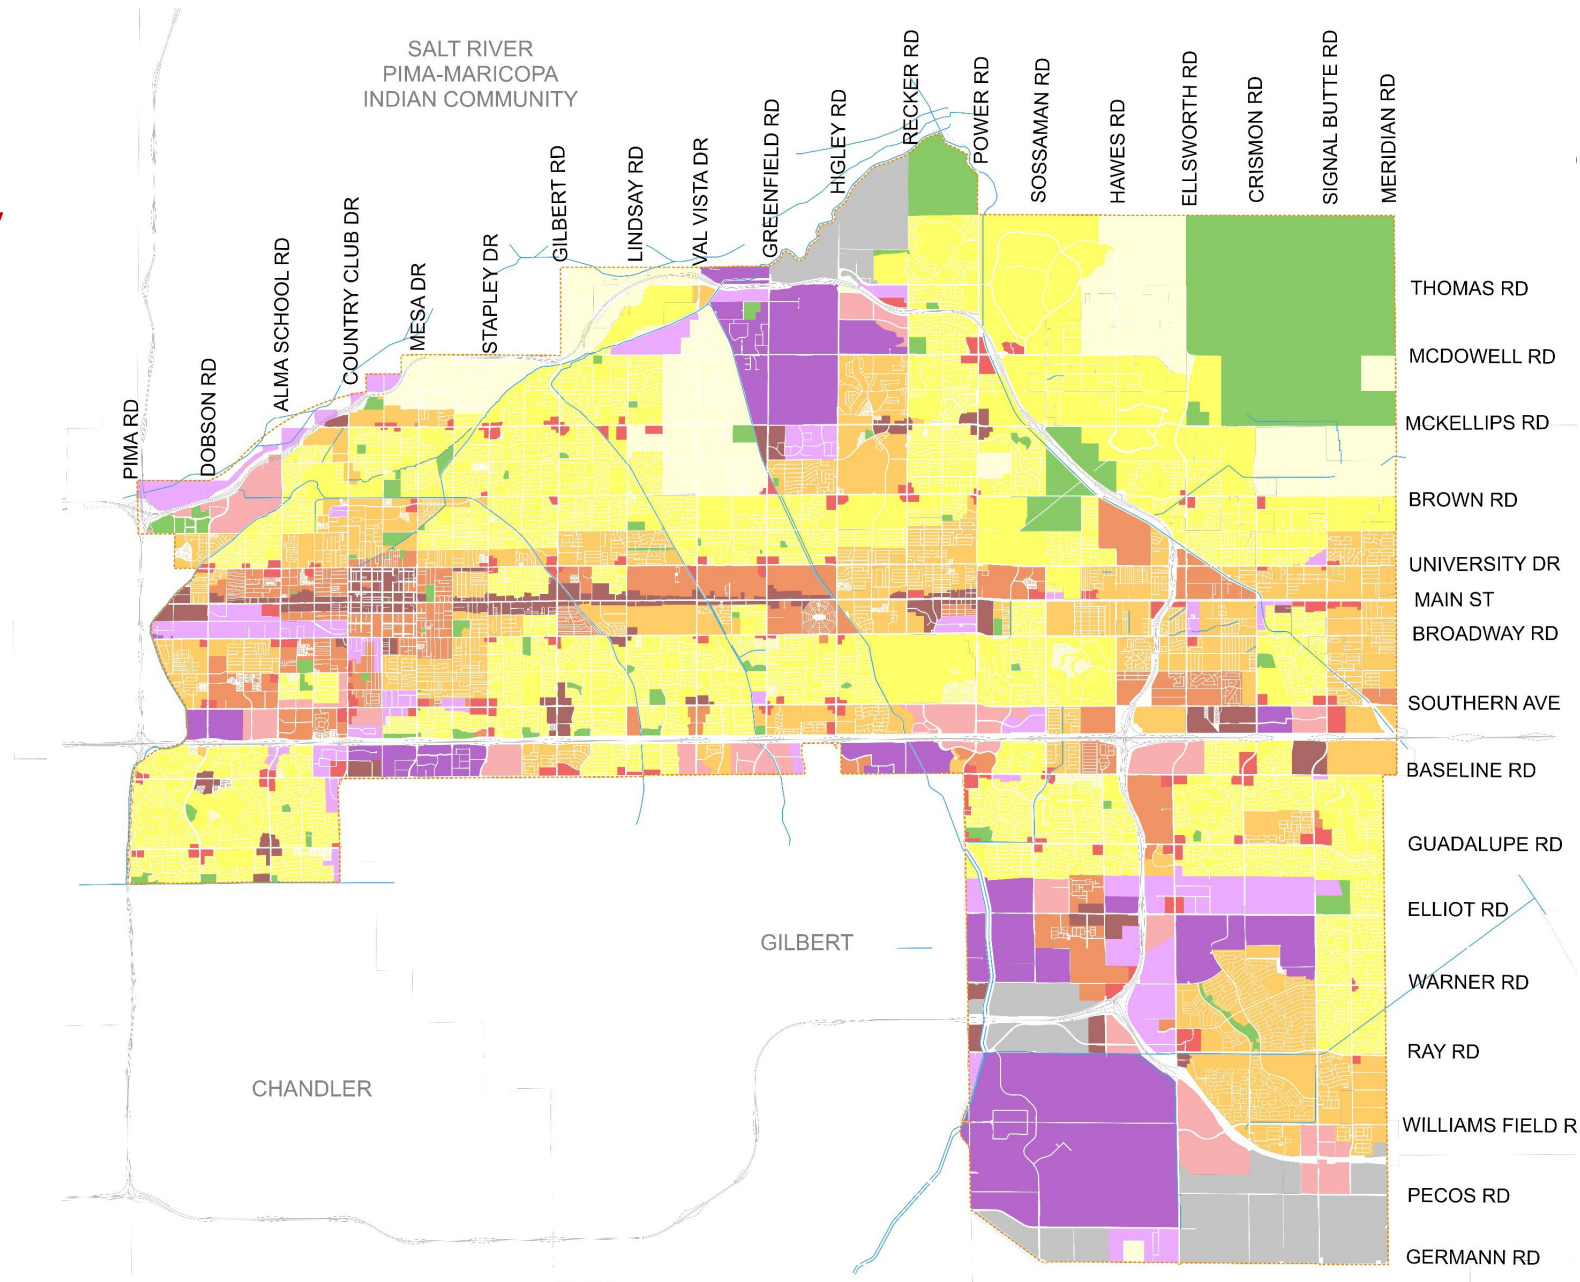 SALT RIVER
PIMA-MARICOPA
INDIAN COMMUNITY
PIMA RD
DOBSON RD
ALMA SCHOOL RD
COUNTRY CLUB DR
MESA DR
STAPLEY DR
GILBERT RD
LINDSAY RD
VAL VISTA DR
GREENFIELD RD
HIGLEY RD
RECKER RD
POWER RD
SOSSAMAN RD
HAWES RD
ELLSWORTH RD
CRISMON RD
SIGNAL BUTTE RD
MERIDIAN RD
THOMAS RD
MCDOWELL RD
MCKELLIPS RD
BROWN RD
UNIVERSITY DR
MAIN ST
BROADWAY RD
SOUTHERN AVE
BASELINE RD
GUADALUPE RD
ELLIOT RD
WARNER RD
RAY RD
WILLIAMS FIELD R
PECOS RD
GERMANN RD
GILBERT
CHANDLER